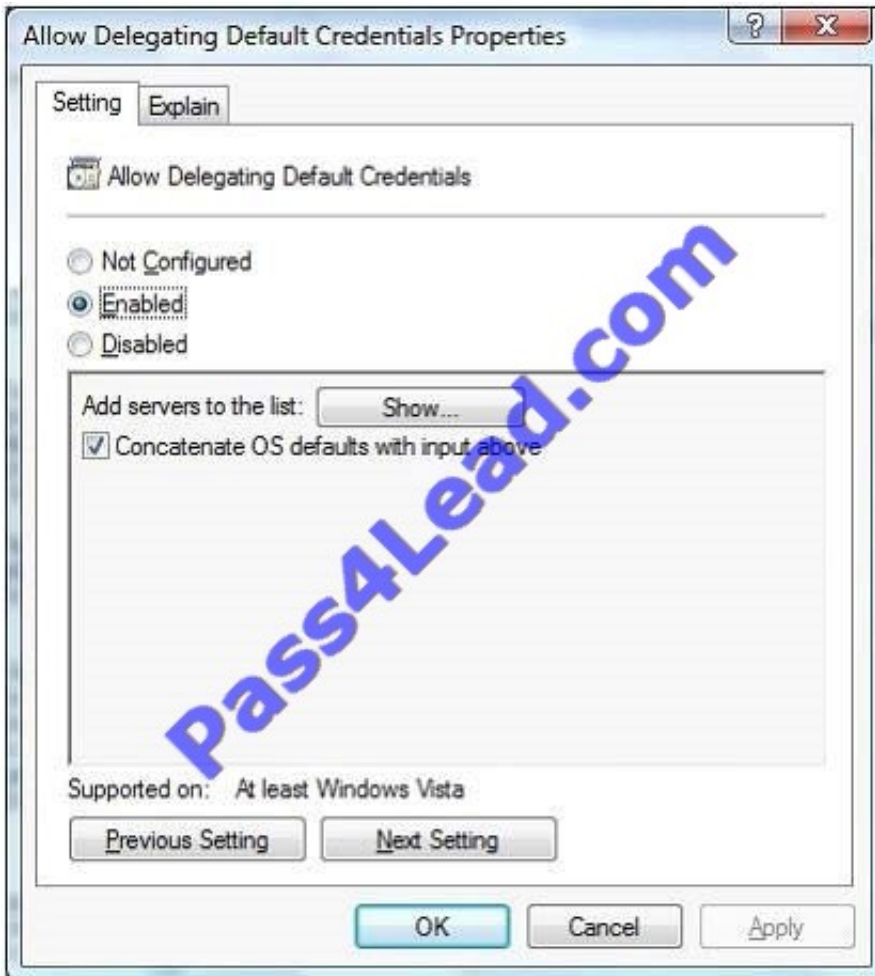 Allow Delegating Default Credentials Properties
Setting
Explain
Allow Delegating Default Credentials
Not Configured
Enabled
Disabled
Add servers to the list:
Show...
Concatenate OS defaults with input above
Supported on: At least Windows Vista
Previous Setting
Next Setting
OK
Cancel
Apply
Pass4Lead.com